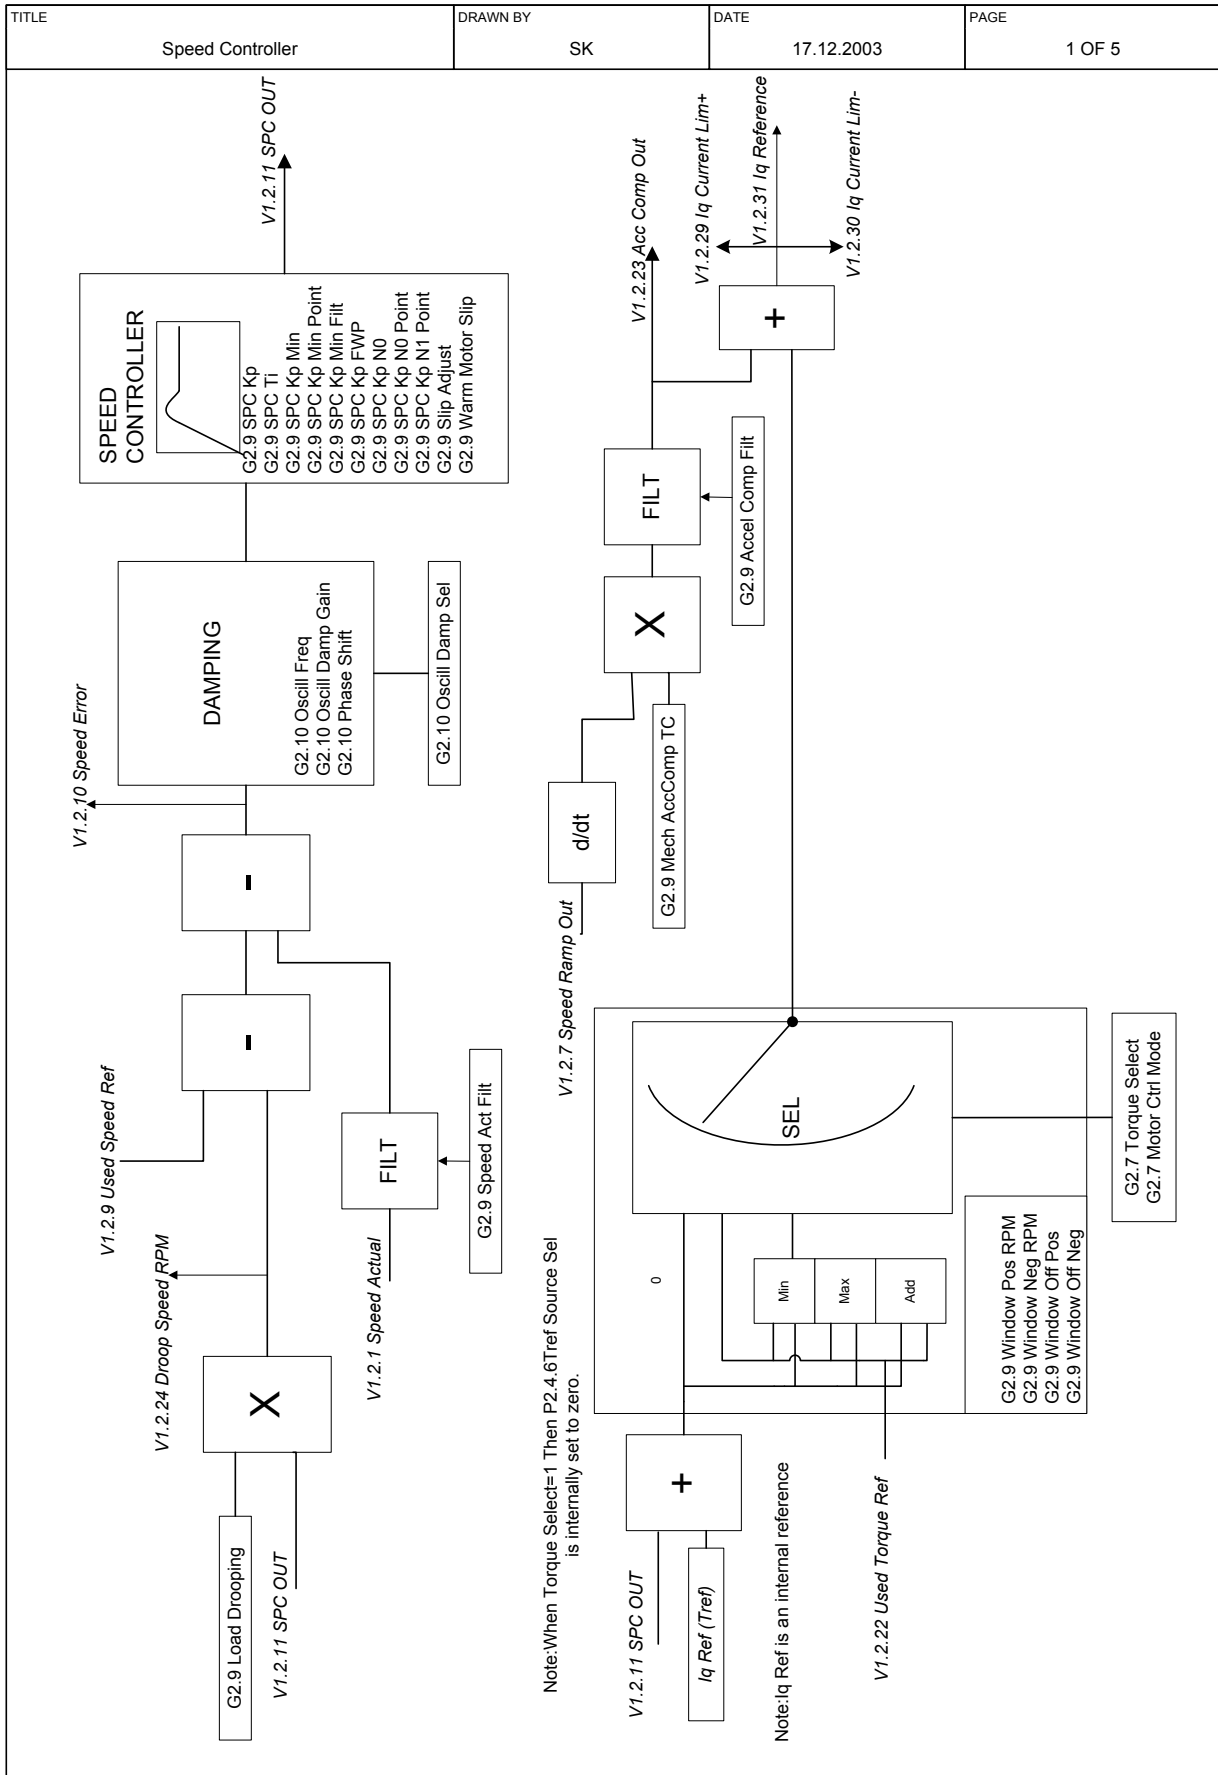 TITLE
Speed Controller
DRAWN BY
SK
DATE
17.12.2003
PAGE
1 OF 5
G2.9 Load Drooping
V1.2.11 SPC OUT
X
V1.2.24 Droop Speed RPM
V1.2.9 Used Speed Ref
V1.2.1 Speed Actual
FILT
G2.9 Speed Act Filt
-
-
V1.2.10 Speed Error
DAMPING
G2.10 Oscill Freq
G2.10 Oscill Damp Gain
G2.10 Phase Shift
G2.10 Oscill Damp Sel
SPEED
CONTROLLER
G2.9 SPC Kp
G2.9 SPC Ti
G2.9 SPC Kp Min
G2.9 SPC Kp Min Point
G2.9 SPC Kp Min Filt
G2.9 SPC Kp FWP
G2.9 SPC Kp N0
G2.9 SPC Kp N0 Point
G2.9 SPC Kp N1 Point
G2.9 Slip Adjust
G2.9 Warm Motor Slip
V1.2.11 SPC OUT
Note:When Torque Select=1 Then P2.4.6Tref Source Sel
is internally set to zero.
V1.2.11 SPC OUT
Iq Ref (Tref)
+
Note:Iq Ref is an internal reference
V1.2.22 Used Torque Ref
0
Min
Max
Add
SEL
G2.9 Window Pos RPM
G2.9 Window Neg RPM
G2.9 Window Off Pos
G2.9 Window Off Neg
G2.7 Torque Select
G2.7 Motor Ctrl Mode
V1.2.7 Speed Ramp Out
d/dt
G2.9 Mech AccComp TC
X
FILT
G2.9 Accel Comp Filt
V1.2.23 Acc Comp Out
+
V1.2.29 Iq Current Lim+
V1.2.31 Iq Reference
V1.2.30 Iq Current Lim-